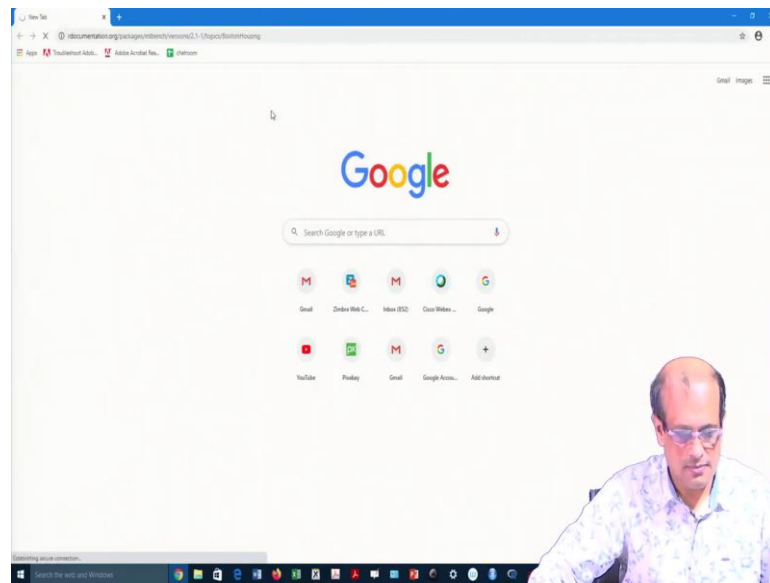 New Tab
rdocumentation.org/packages/mlbench/versions/2.1-1/topics/BostonHousing
Apps Troubleshoot Adob... Adobe Acrobat Rea... chatroom
Gmail Images
Google
Search Google or type a URL
Gmail Zimbra Web C... Inbox (852) Cisco Webex ... Google
YouTube Pixabay Gmail Google Accou... Add shortcut
Establishing secure connection...
Search the web and Windows